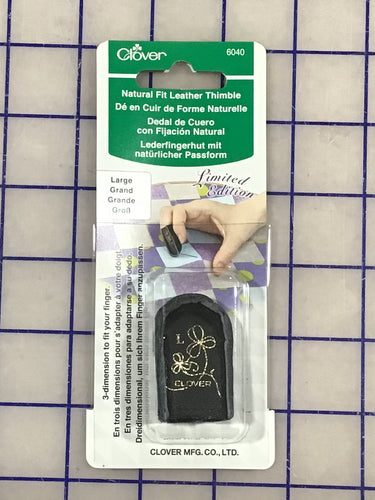 Clover
6040
Natural Fit Leather Thimble
Dé en Cuir de Forme Naturelle
Dedal de Cuero
con Fijación Natural
Lederfingerhut mit
natürlicher Passform
Large
Grand
Grande
Groß
Limited
Edition
3-dimension to fit your finger.
En trois dimensions pour s'adapter à votre doigt.
En tres dimensiones para adaptarse a su dedo.
Dreidimensional, um sich Ihrem Finger anzupassen.
L
CLOVER
CLOVER MFG. CO., LTD.